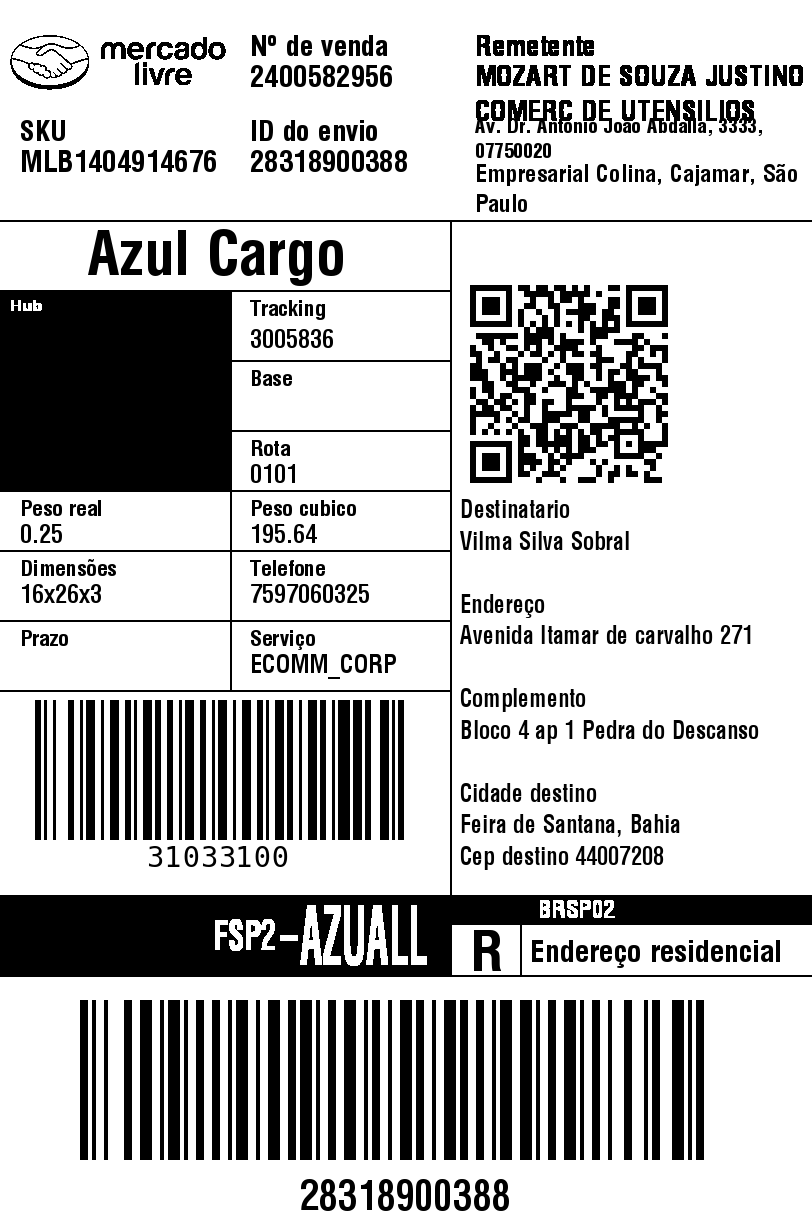 mercado
livre
Nº de venda
2400582956
SKU
MLB1404914676
ID do envio
28318900388
Remetente
MOZART DE SOUZA JUSTINO
COMERC DE UTENSILIOS
Av. Dr. Antonio Joao Abdalla, 3333,
07750020
Empresarial Colina, Cajamar, São
Paulo
Azul Cargo
Hub
Tracking
3005836
Base
Rota
0101
Peso real
0.25
Peso cubico
195.64
Dimensões
16x26x3
Telefone
7597060325
Prazo
Serviço
ECOMM_CORP
31033100
Destinatario
Vilma Silva Sobral
Endereço
Avenida Itamar de carvalho 271
Complemento
Bloco 4 ap 1 Pedra do Descanso
Cidade destino
Feira de Santana, Bahia
Cep destino 44007208
FSP2-AZUALL
BRSP02
R
Endereço residencial
28318900388